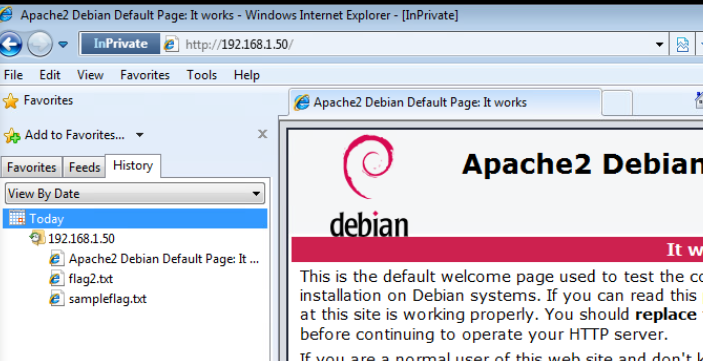 Apache2 Debian Default Page: It works - Windows Internet Explorer - [InPrivate]
InPrivate http://192.168.1.50/
File Edit View Favorites Tools Help
Favorites
Apache2 Debian Default Page: It works
Add to Favorites...
Favorites Feeds History
View By Date
Today
192.168.1.50
Apache2 Debian Default Page: It ...
flag2.txt
sampleflag.txt
Apache2 Debian
debian
It w
This is the default welcome page used to test the co
installation on Debian systems. If you can read this
at this site is working properly. You should replace
before continuing to operate your HTTP server.
If you are a normal user of this web site and don't k